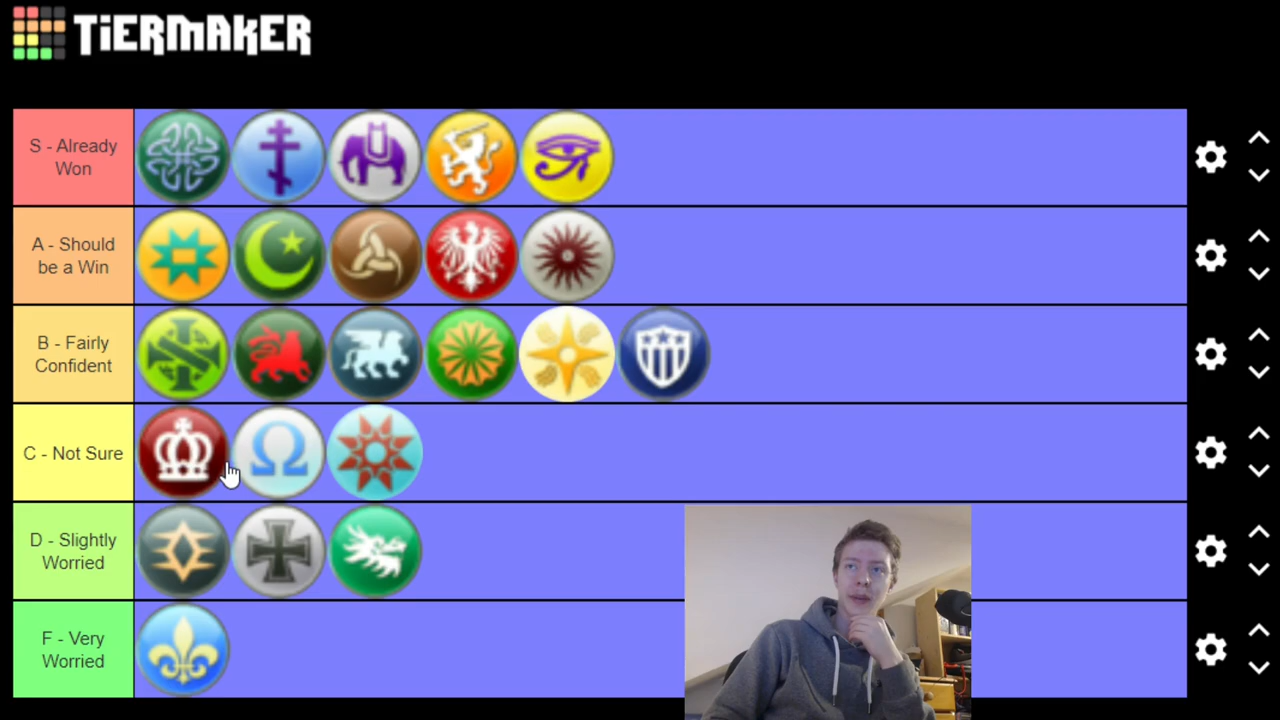 TIERMAKER
S - Already
Won
A - Should
be a Win
B - Fairly
Confident
C - Not Sure
D - Slightly
Worried
F - Very
Worried